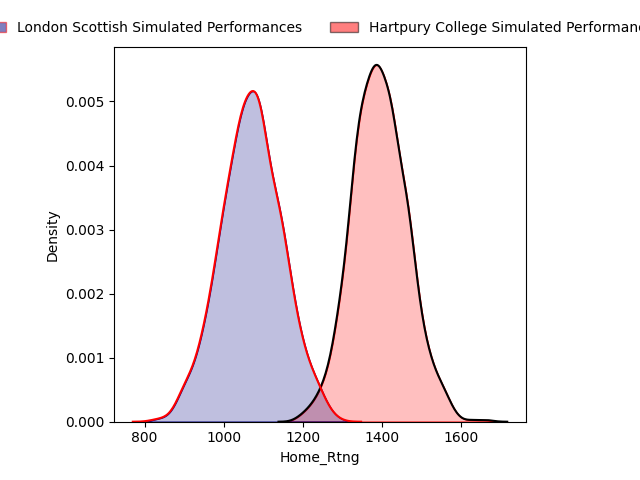 London Scottish Simulated Performances
Hartpury College Simulated
0.005
0.004
0.003
0.002
0.001
0.000
Density
800 1000 1200 1400 1600
Home_Rtng